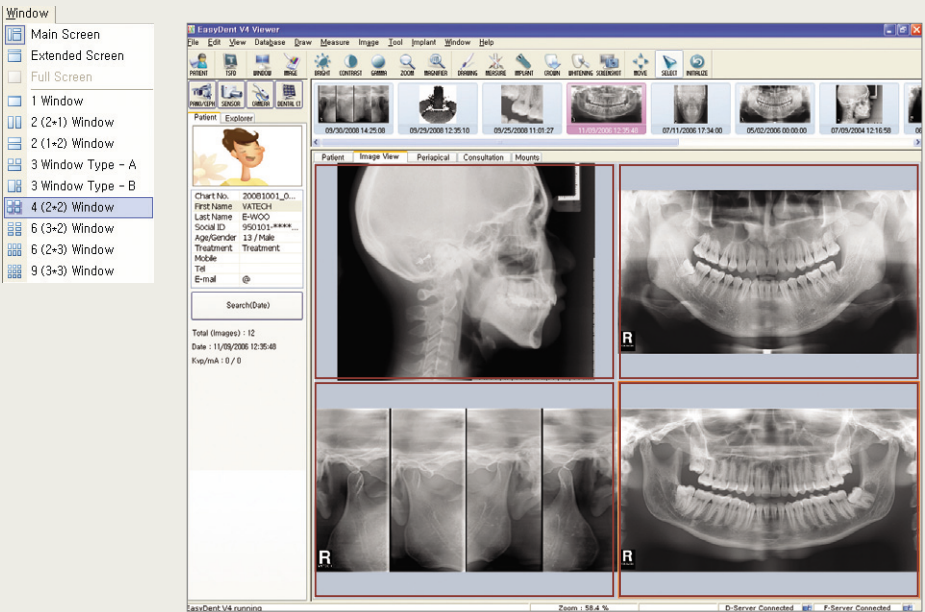 Window
Main Screen
Extended Screen
Full Screen
1 Window
2 (2*1) Window
2 (1*2) Window
3 Window Type - A
3 Window Type - B
4 (2*2) Window
6 (3*2) Window
6 (2*3) Window
9 (3*3) Window
EasyDent V4 Viewer
File Edit View Database Draw Measure Image Tool Implant Window Help
PATIENT TSFD WINDOW IMAGE BRIGHT CONTRAST GAMMA ZOOM MAGNIFIER DRAWING MEASURE IMPLANT CROWN WHITENING SCREENSHOT MOVE SELECT INITIALIZE
PANO/CEPH SENSOR CAMERA DENTAL CT
09/30/2008 14:25:08 09/29/2008 12:35:10 09/25/2008 11:01:27 11/09/2006 12:35:48 07/11/2006 17:34:00 05/02/2006 00:00:00 07/09/2004 12:16:58
Patient Explorer
Patient Image View Periapical Consultation Mounts
Chart No. 20081001_0...
First Name VATECH
Last Name E-WOO
Social ID 950101-****...
Age/Gender 13 / Male
Treatment Treatment
Mobile
Tel
E-mail @
Search(Date)
Total (Images) : 12
Date : 11/09/2006 12:35:48
Kvp/mA : 0 / 0
R
R
R
EasyDent V4 running Zoom : 58.4 % D-Server Connected F-Server Connected